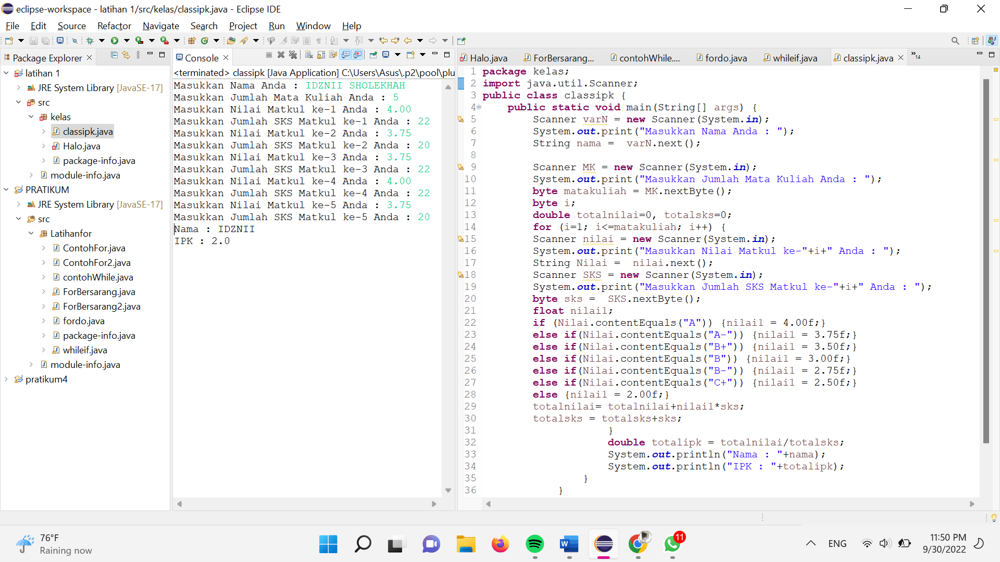 eclipse-workspace - latihan 1/src/kelas/classipk.java - Eclipse IDE
File Edit Source Refactor Navigate Search Project Run Window Help
Package Explorer
latihan 1
JRE System Library [JavaSE-17]
src
kelas
classipk.java
Halo.java
package-info.java
module-info.java
PRATIKUM
JRE System Library [JavaSE-17]
src
Latihanfor
ContohFor.java
ContohFor2.java
contohWhile.java
ForBersarang.java
ForBersarang2.java
fordo.java
package-info.java
whileif.java
module-info.java
pratikum4
Console
<terminated> classipk [Java Application] C:\Users\Asus\.p2\pool\plu
Masukkan Nama Anda : IDZNII SHOLEKHAH
Masukkan Jumlah Mata Kuliah Anda : 5
Masukkan Nilai Matkul ke-1 Anda : 4.00
Masukkan Jumlah SKS Matkul ke-1 Anda : 22
Masukkan Nilai Matkul ke-2 Anda : 3.75
Masukkan Jumlah SKS Matkul ke-2 Anda : 20
Masukkan Nilai Matkul ke-3 Anda : 3.75
Masukkan Jumlah SKS Matkul ke-3 Anda : 22
Masukkan Nilai Matkul ke-4 Anda : 4.00
Masukkan Jumlah SKS Matkul ke-4 Anda : 22
Masukkan Nilai Matkul ke-5 Anda : 3.75
Masukkan Jumlah SKS Matkul ke-5 Anda : 20
Nama : IDZNII
IPK : 2.0
Halo.java ForBersarang... contohWhile.... fordo.java whileif.java classipk.java »14
1 package kelas;
2 import java.util.Scanner;
3 public class classipk {
4 public static void main(String[] args) {
5 Scanner varN = new Scanner(System.in);
6 System.out.print("Masukkan Nama Anda : ");
7 String nama =  varN.next();
8
9 Scanner MK = new Scanner(System.in);
10 System.out.print("Masukkan Jumlah Mata Kuliah Anda : ");
11 byte matakuliah = MK.nextByte();
12 byte i;
13 double totalnilai=0, totalsks=0;
14 for (i=1; i<=matakuliah; i++) {
15 Scanner nilai = new Scanner(System.in);
16 System.out.print("Masukkan Nilai Matkul ke-"+i+" Anda : ");
17 String Nilai =  nilai.next();
18 Scanner SKS = new Scanner(System.in);
19 System.out.print("Masukkan Jumlah SKS Matkul ke-"+i+" Anda : ");
20 byte sks =  SKS.nextByte();
21 float nilai1;
22 if (Nilai.contentEquals("A")) {nilai1 = 4.00f;}
23 else if(Nilai.contentEquals("A-")) {nilai1 = 3.75f;}
24 else if(Nilai.contentEquals("B+")) {nilai1 = 3.50f;}
25 else if(Nilai.contentEquals("B")) {nilai1 = 3.00f;}
26 else if(Nilai.contentEquals("B-")) {nilai1 = 2.75f;}
27 else if(Nilai.contentEquals("C+")) {nilai1 = 2.50f;}
28 else {nilai1 = 2.00f;}
29 totalnilai= totalnilai+nilai1*sks;
30 totalsks = totalsks+sks;
31 }
32 double totalipk = totalnilai/totalsks;
33 System.out.println("Nama : "+nama);
34 System.out.println("IPK : "+totalipk);
35 }
36 }
76°F
Raining now
W
11
ENG
11:50 PM
9/30/2022